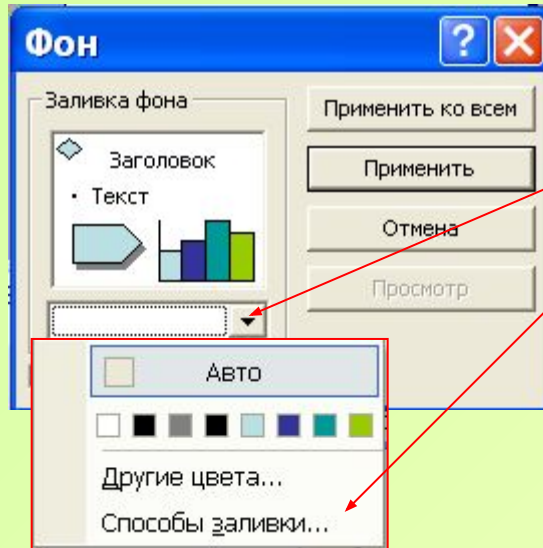 Фон
Заливка фона
Заголовок
• Текст
Применить ко всем
Применить
Отмена
Просмотр
Авто
Другие цвета...
Способы заливки...